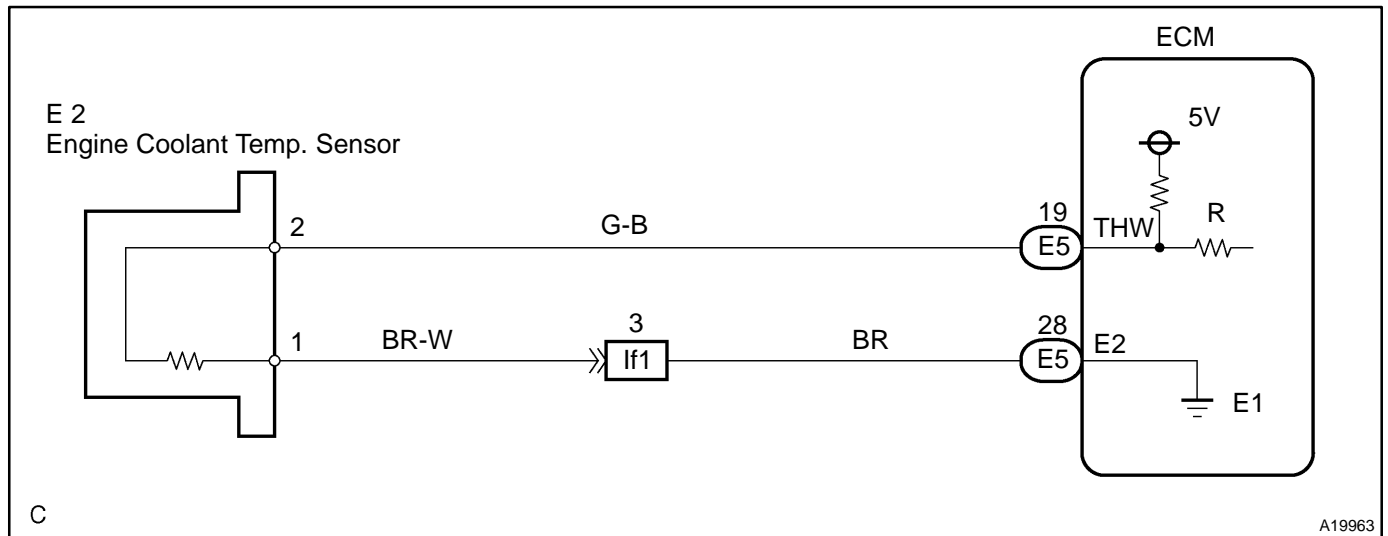 ECM
E 2
Engine Coolant Temp. Sensor
5V
2
G-B
19
E5
THW
R
1
BR-W
3
If1
BR
28
E5
E2
E1
C
A19963